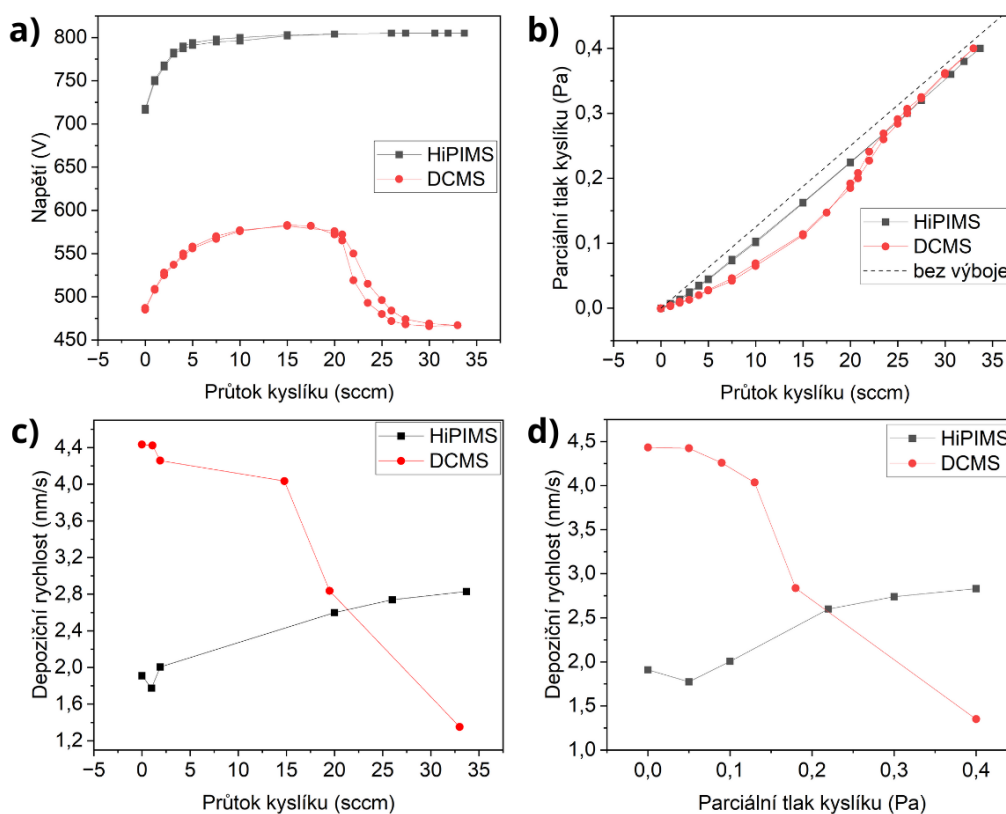 a)
Napětí (V)
800
750
700
650
600
550
500
450
HiPIMS
DCMS
−5 0 5 10 15 20 25 30 35
Průtok kyslíku (sccm)
b)
Parciální tlak kyslíku (Pa)
0,4
0,3
0,2
0,1
0,0
HiPIMS
DCMS
bez výboje
−5 0 5 10 15 20 25 30 35
Průtok kyslíku (sccm)
c)
Depoziční rychlost (nm/s)
4,4
4,0
3,6
3,2
2,8
2,4
2,0
1,6
1,2
HiPIMS
DCMS
−5 0 5 10 15 20 25 30 35
Průtok kyslíku (sccm)
d)
Depoziční rychlost (nm/s)
4,5
4,0
3,5
3,0
2,5
2,0
1,5
1,0
HiPIMS
DCMS
0,0 0,1 0,2 0,3 0,4
Parciální tlak kyslíku (Pa)